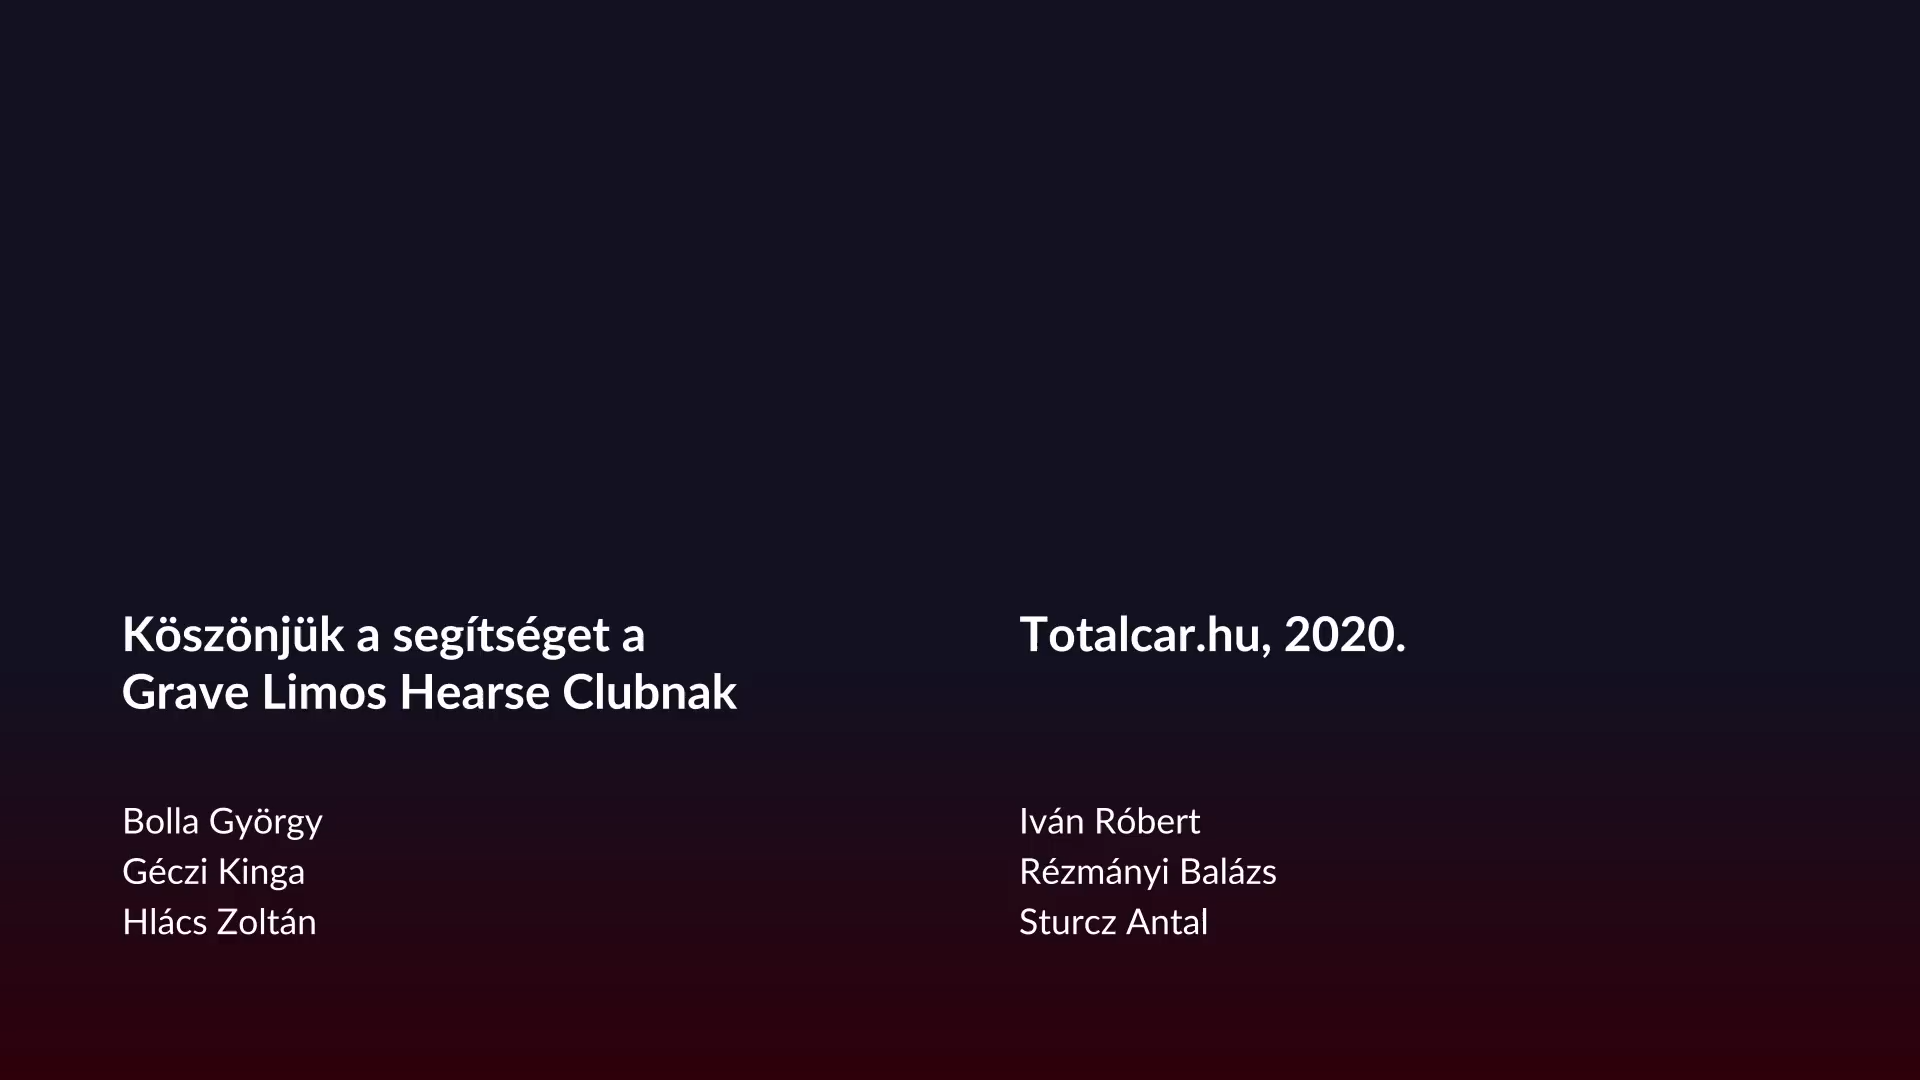 Köszönjük a segítséget a
Grave Limos Hearse Clubnak
Bolla György
Géczi Kinga
Hlács Zoltán
Totalcar.hu, 2020.
Iván Róbert
Rézmányi Balázs
Sturcz Antal